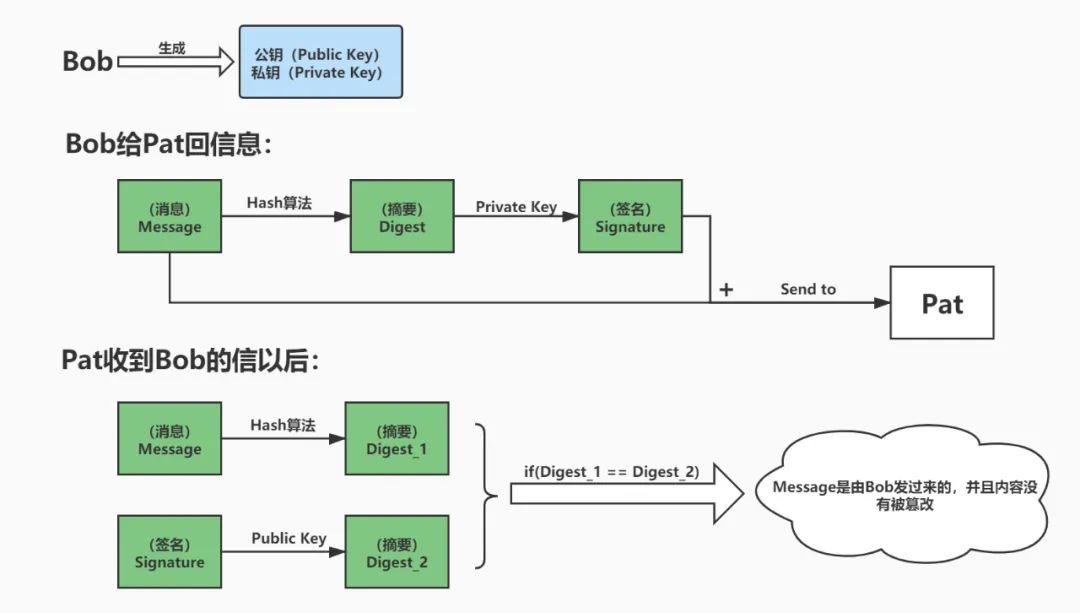 Bob
生成
公钥（Public Key）
私钥（Private Key）
Bob给Pat回信息：
（消息）
Message
Hash算法
（摘要）
Digest
Private Key
（签名）
Signature
+
Send to
Pat
Pat收到Bob的信以后：
（消息）
Message
Hash算法
（摘要）
Digest_1
（签名）
Signature
Public Key
（摘要）
Digest_2
if(Digest_1 == Digest_2)
Message是由Bob发过来的，并且内容没
有被篡改